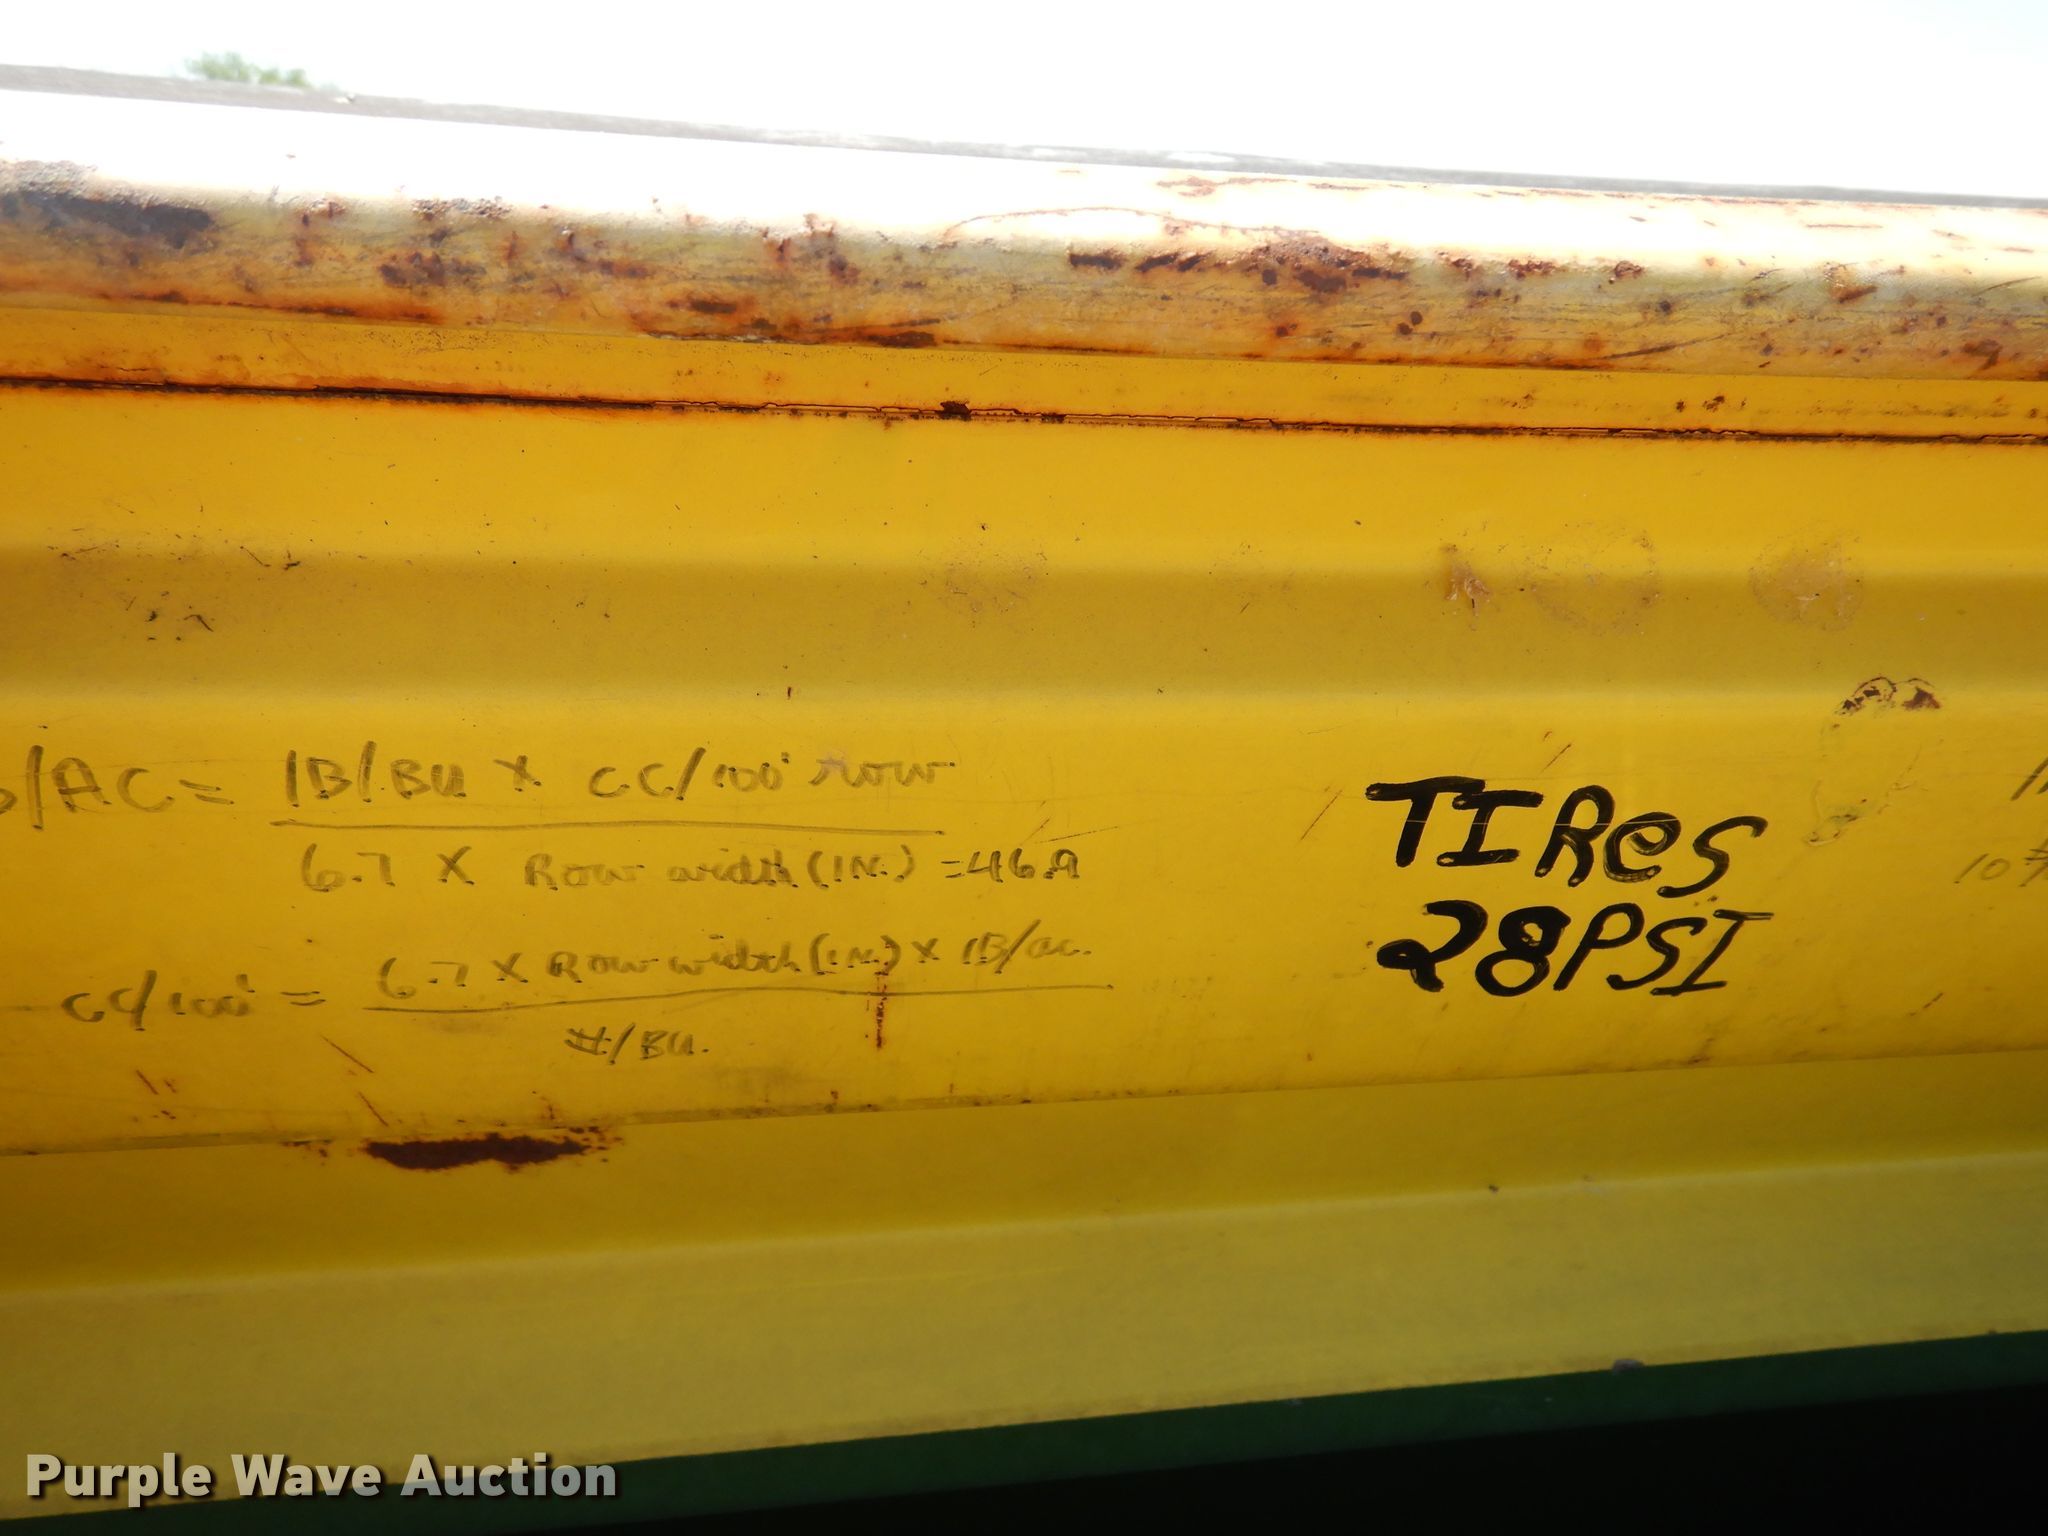 /AC = lB/BU X CC/100' row
6.7 X Row width (IN.) = 46.9
CC/100' = 6.7 X Row width (IN.) X lB/ac.
#/BU.
TIRes
28PSI
10
Purple Wave Auction